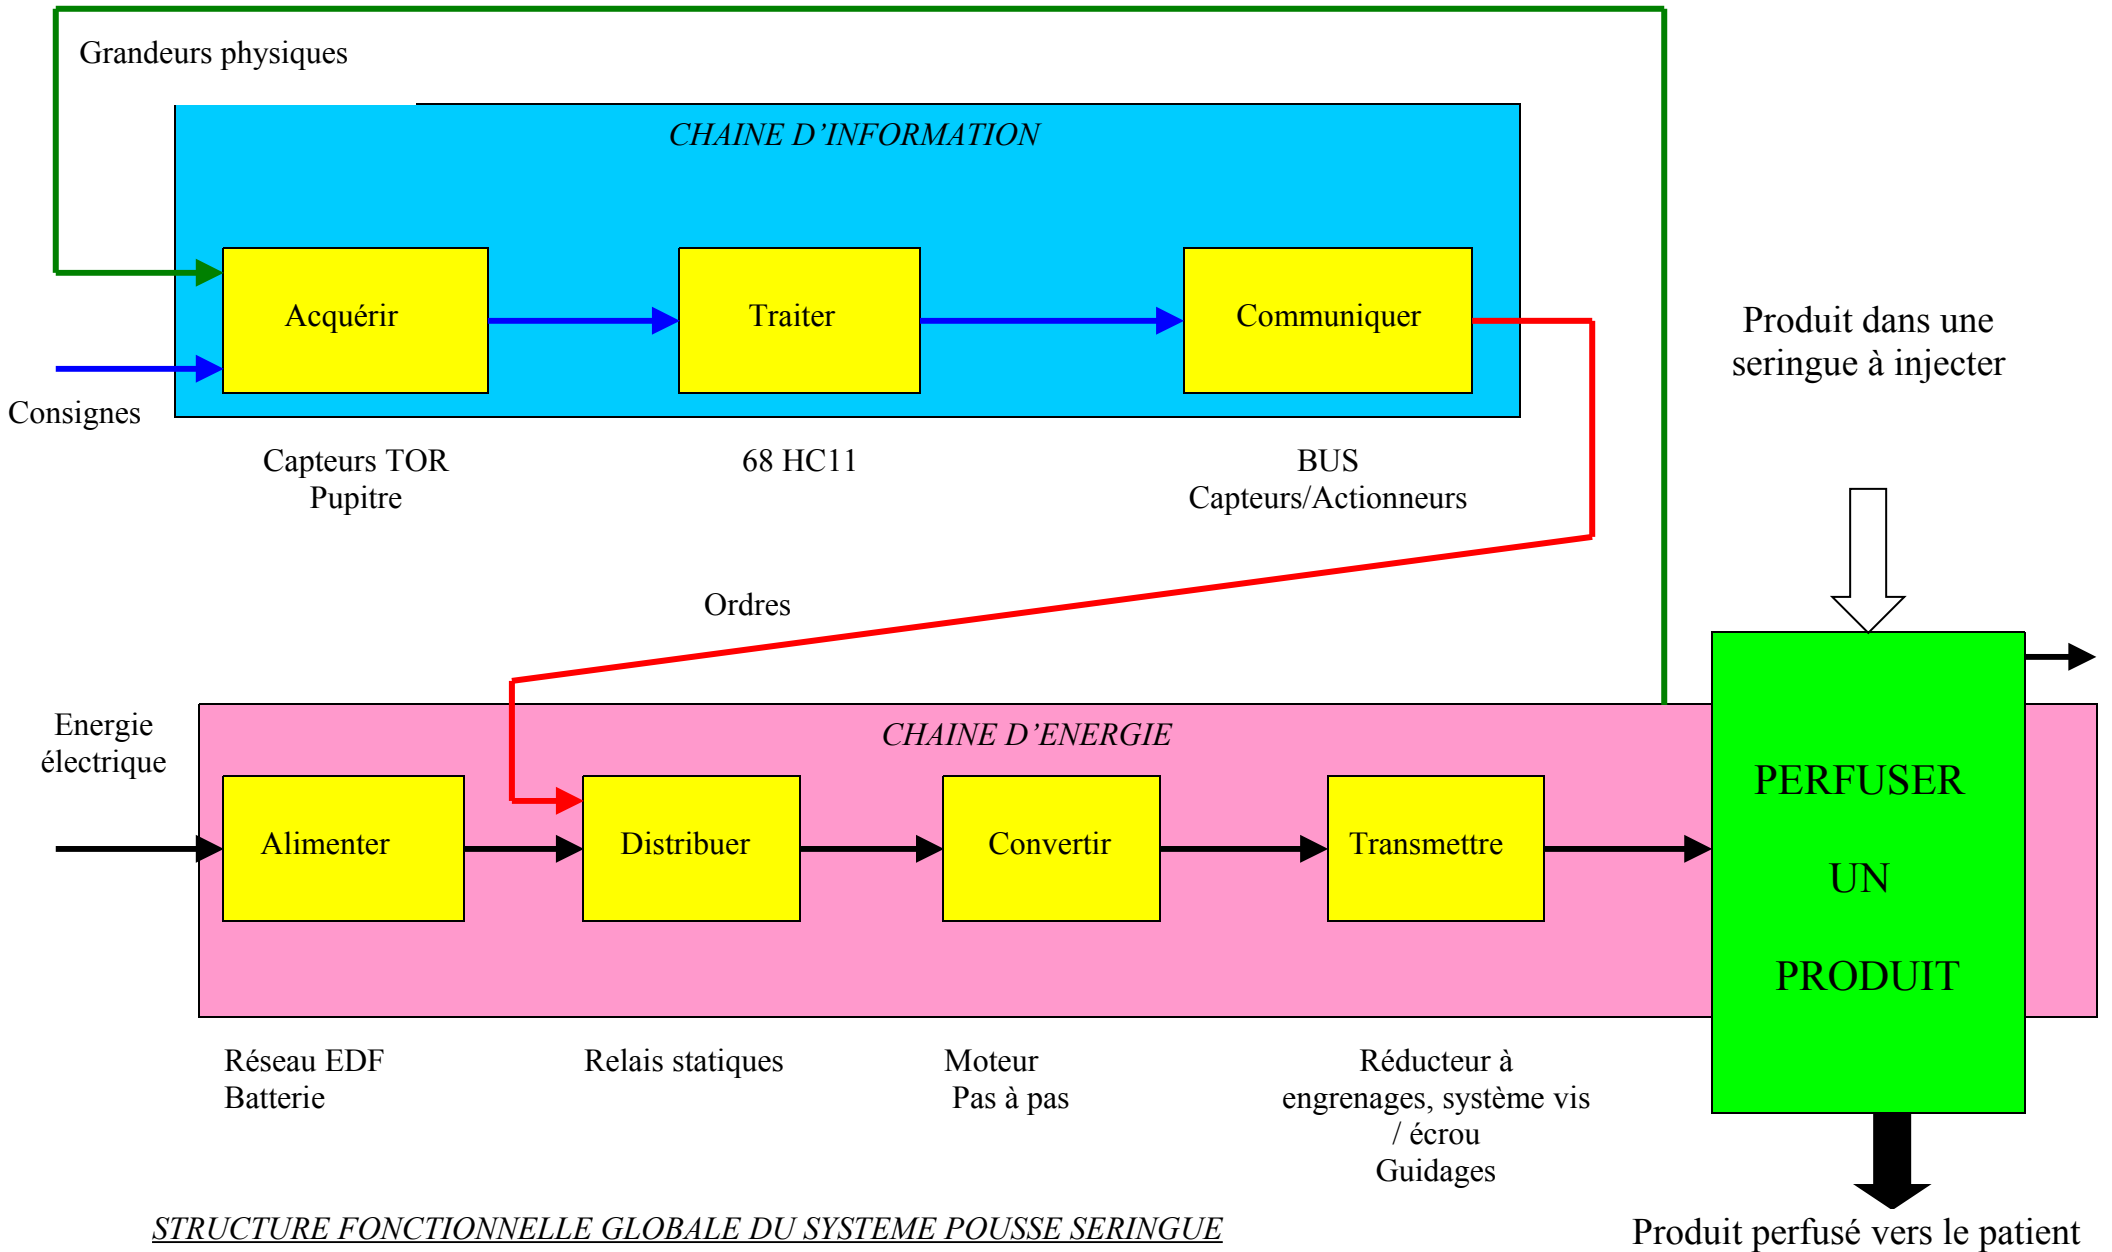 Grandeurs physiques
CHAINE D’INFORMATION
Acquérir
Traiter
Communiquer
Consignes
Capteurs TOR
Pupitre
68 HC11
BUS
Capteurs/Actionneurs
Produit dans une
seringue à injecter
Ordres
Energie
électrique
CHAINE D’ENERGIE
Alimenter
Distribuer
Convertir
Transmettre
PERFUSER
UN
PRODUIT
Réseau EDF
Batterie
Relais statiques
Moteur
Pas à pas
Réducteur à
engrenages, système vis
/ écrou
Guidages
STRUCTURE FONCTIONNELLE GLOBALE DU SYSTEME POUSSE SERINGUE
Produit perfusé vers le patient